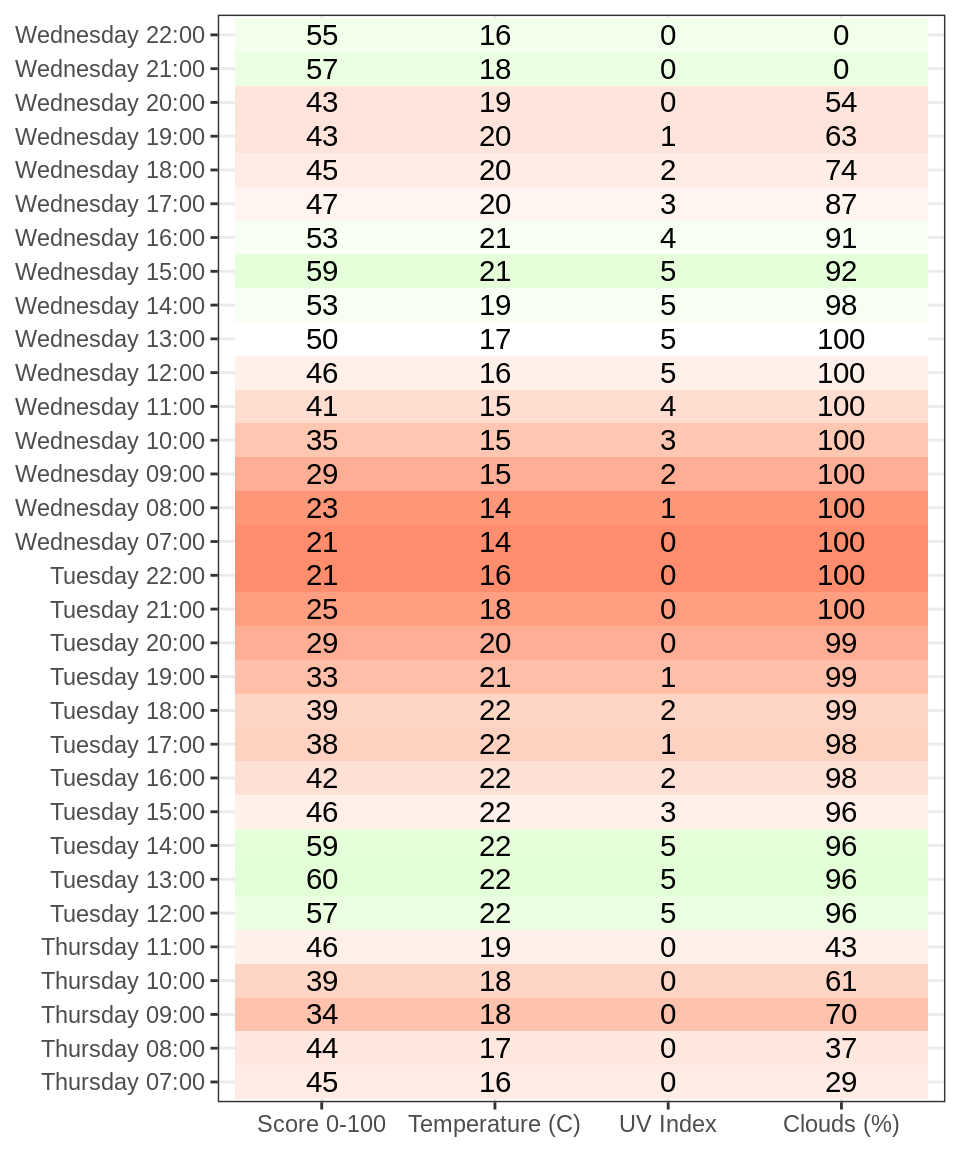 Wednesday 22:00 55 16 0 0
Wednesday 21:00 57 18 0 0
Wednesday 20:00 43 19 0 54
Wednesday 19:00 43 20 1 63
Wednesday 18:00 45 20 2 74
Wednesday 17:00 47 20 3 87
Wednesday 16:00 53 21 4 91
Wednesday 15:00 59 21 5 92
Wednesday 14:00 53 19 5 98
Wednesday 13:00 50 17 5 100
Wednesday 12:00 46 16 5 100
Wednesday 11:00 41 15 4 100
Wednesday 10:00 35 15 3 100
Wednesday 09:00 29 15 2 100
Wednesday 08:00 23 14 1 100
Wednesday 07:00 21 14 0 100
Tuesday 22:00 21 16 0 100
Tuesday 21:00 25 18 0 100
Tuesday 20:00 29 20 0 99
Tuesday 19:00 33 21 1 99
Tuesday 18:00 39 22 2 99
Tuesday 17:00 38 22 1 98
Tuesday 16:00 42 22 2 98
Tuesday 15:00 46 22 3 96
Tuesday 14:00 59 22 5 96
Tuesday 13:00 60 22 5 96
Tuesday 12:00 57 22 5 96
Thursday 11:00 46 19 0 43
Thursday 10:00 39 18 0 61
Thursday 09:00 34 18 0 70
Thursday 08:00 44 17 0 37
Thursday 07:00 45 16 0 29
Score 0-100 Temperature (C) UV Index Clouds (%)